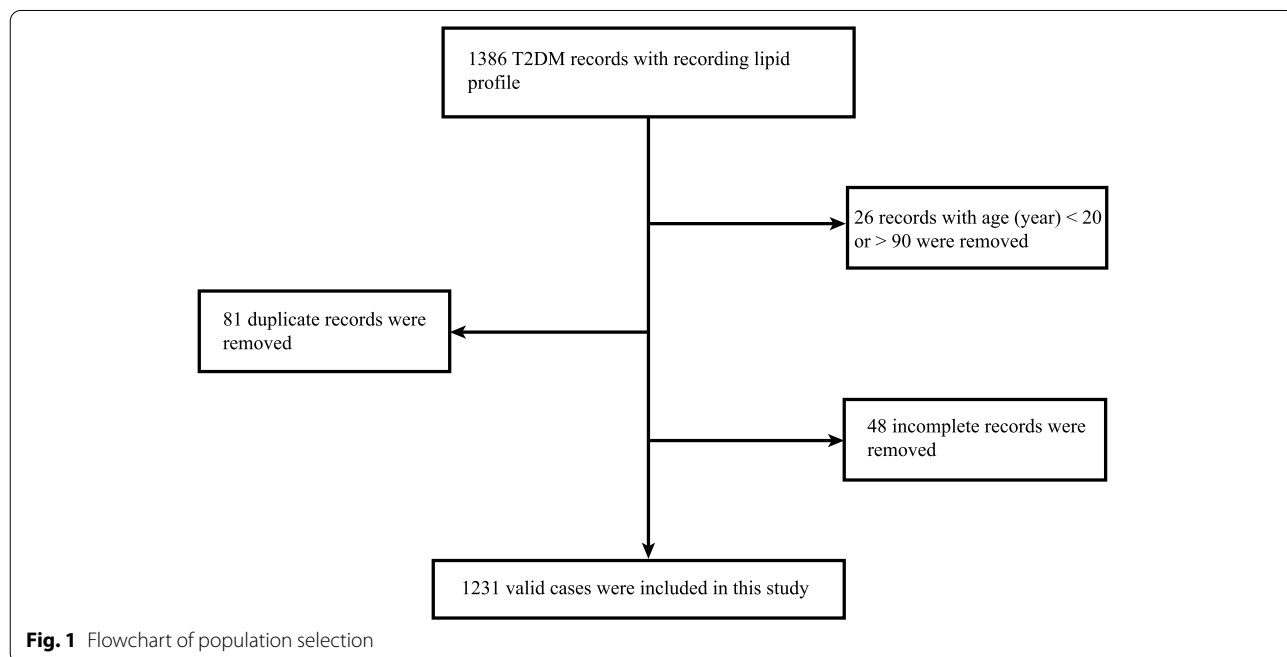 1386 T2DM records with recording lipid
profile
26 records with age (year) < 20
or > 90 were removed
81 duplicate records were
removed
48 incomplete records were
removed
1231 valid cases were included in this study
Fig. 1 Flowchart of population selection